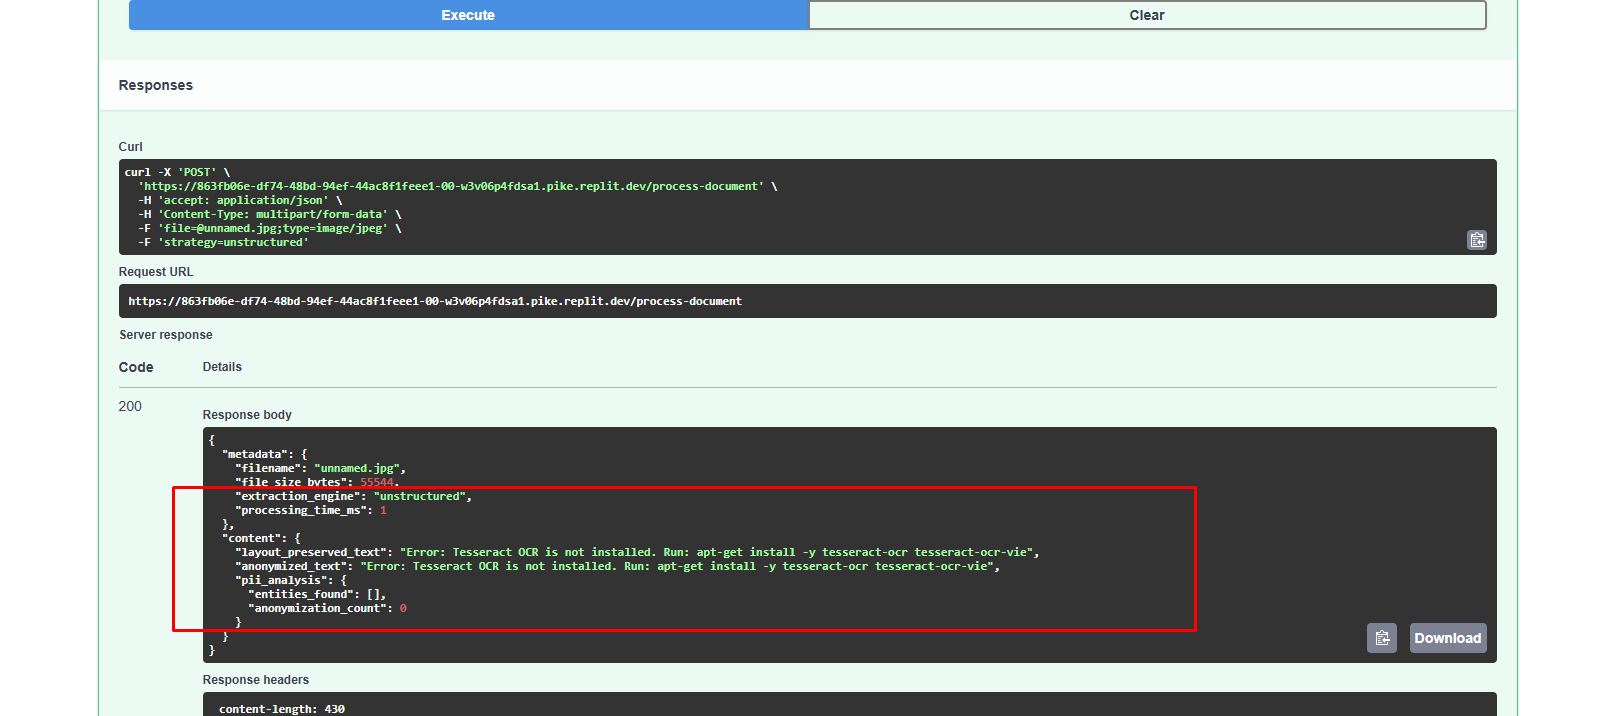 Execute
Clear
Responses
Curl
curl -X 'POST' \
'https://863fb06e-df74-48bd-94ef-44ac8f1feee1-00-w3v06p4fdsa1.pike.replit.dev/process-document' \
-H 'accept: application/json' \
-H 'Content-Type: multipart/form-data' \
-F 'file=@unnamed.jpg;type=image/jpeg' \
-F 'strategy=unstructured'
Request URL
https://863fb06e-df74-48bd-94ef-44ac8f1feee1-00-w3v06p4fdsa1.pike.replit.dev/process-document
Server response
Code
Details
200
Response body
{
"metadata": {
"filename": "unnamed.jpg",
"file_size_bytes": 55544,
"extraction_engine": "unstructured",
"processing_time_ms": 1
},
"content": {
"layout_preserved_text": "Error: Tesseract OCR is not installed. Run: apt-get install -y tesseract-ocr tesseract-ocr-vie",
"anonymized_text": "Error: Tesseract OCR is not installed. Run: apt-get install -y tesseract-ocr tesseract-ocr-vie",
"pii_analysis": {
"entities_found": [],
"anonymization_count": 0
}
}
}
Download
Response headers
content-length: 430